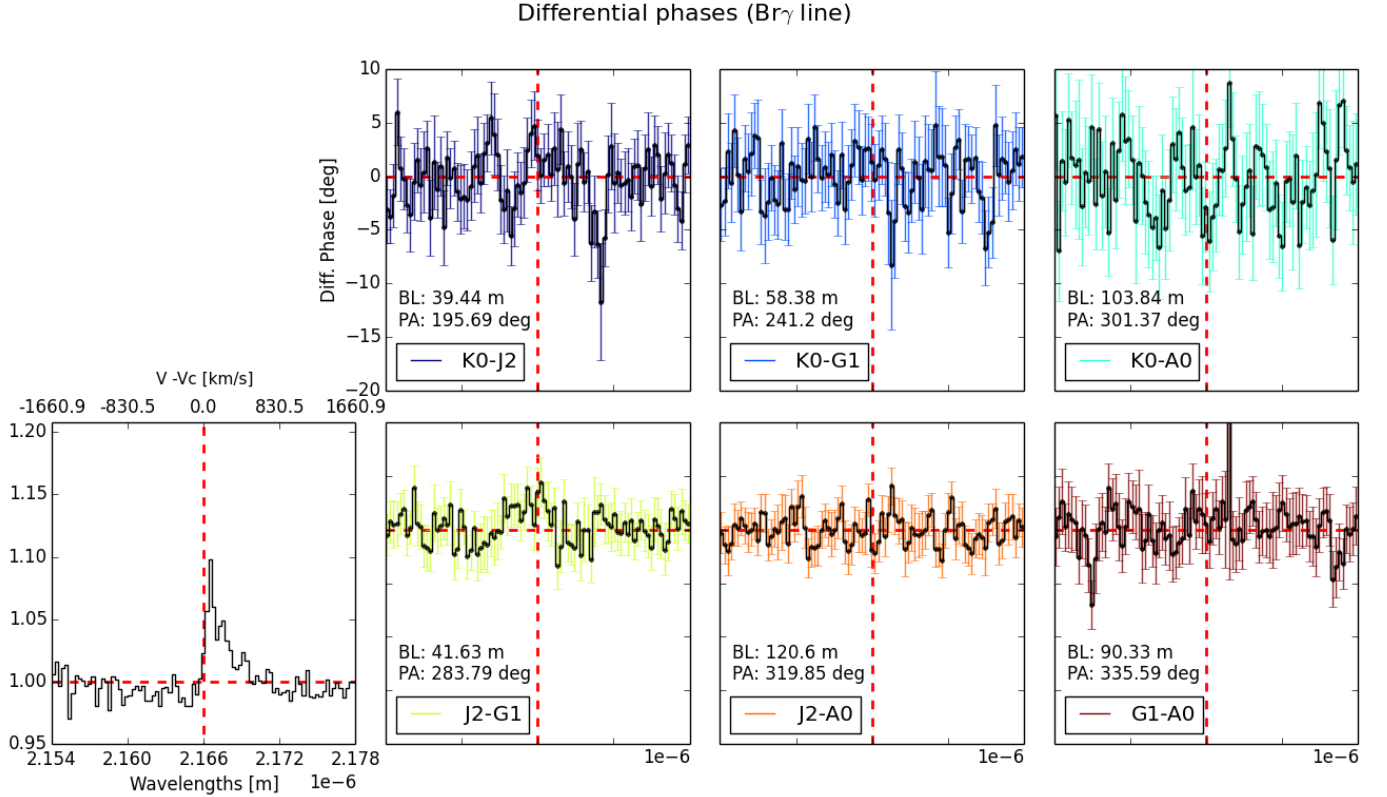 Differential phases (Brγ line)
10
5
0
−5
−10
−15
−20
Diff. Phase [deg]
BL: 39.44 m
PA: 195.69 deg
K0-J2
BL: 58.38 m
PA: 241.2 deg
K0-G1
BL: 103.84 m
PA: 301.37 deg
K0-A0
V -Vc [km/s]
-1660.9 -830.5 0.0 830.5 1660.9
1.20
1.15
1.10
1.05
1.00
0.95
2.154 2.160 2.166 2.172 2.178
Wavelengths [m] 1e−6
BL: 41.63 m
PA: 283.79 deg
J2-G1
1e−6
BL: 120.6 m
PA: 319.85 deg
J2-A0
1e−6
BL: 90.33 m
PA: 335.59 deg
G1-A0
1e−6